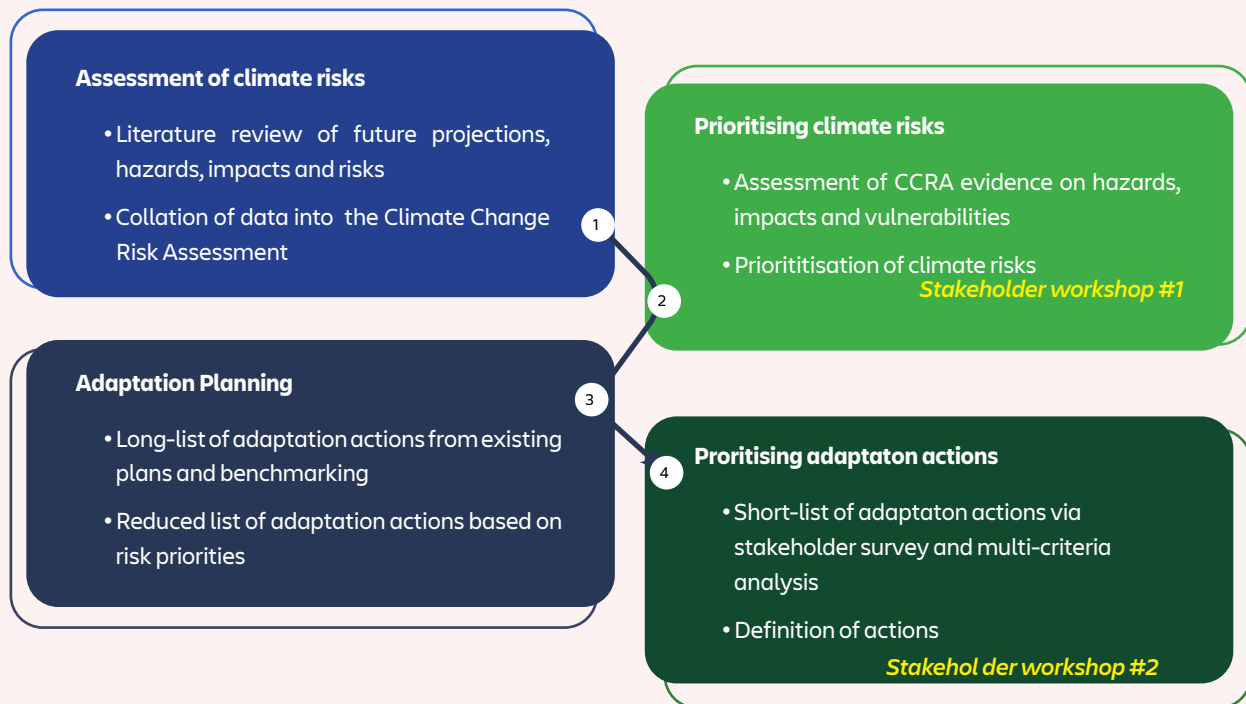 Assessment of climate risks
• Literature review of future projections,
hazards, impacts and risks
• Collation of data into the Climate Change
Risk Assessment
1
Prioritising climate risks
• Assessment of CCRA evidence on hazards,
impacts and vulnerabilities
• Priorititisation of climate risks
Stakeholder workshop #1
2
Adaptation Planning
• Long-list of adaptation actions from existing
plans and benchmarking
• Reduced list of adaptation actions based on
risk priorities
3
4
Proritising adaptaton actions
• Short-list of adaptaton actions via
stakeholder survey and multi-criteria
analysis
• Definition of actions
Stakehol der workshop #2